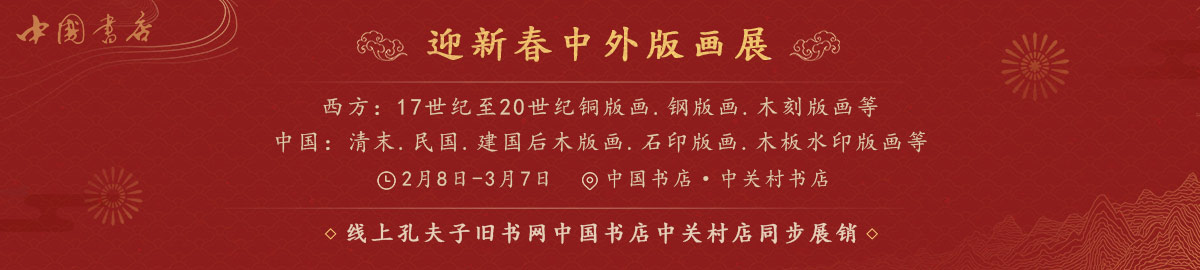 中国书店
迎新春中外版画展
西方：17世纪至20世纪铜版画.钢版画.木刻版画等
中国：清末.民国.建国后木版画.石印版画.木板水印版画等
2月8日-3月7日 中国书店·中关村书店
线上孔夫子旧书网中国书店中关村店同步展销